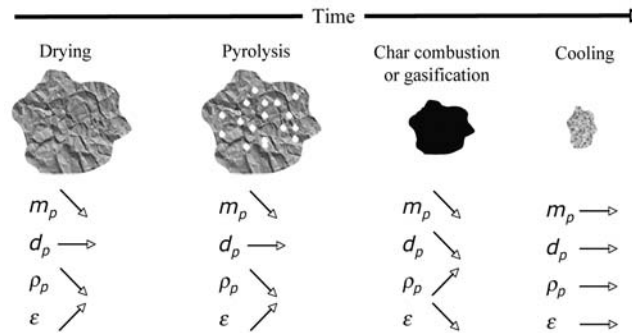 Time
Drying
Pyrolysis
Char combustion
or gasification
Cooling
m_p
m_p
m_p
m_p
d_p
d_p
d_p
d_p
ρ_p
ρ_p
ρ_p
ρ_p
ε
ε
ε
ε